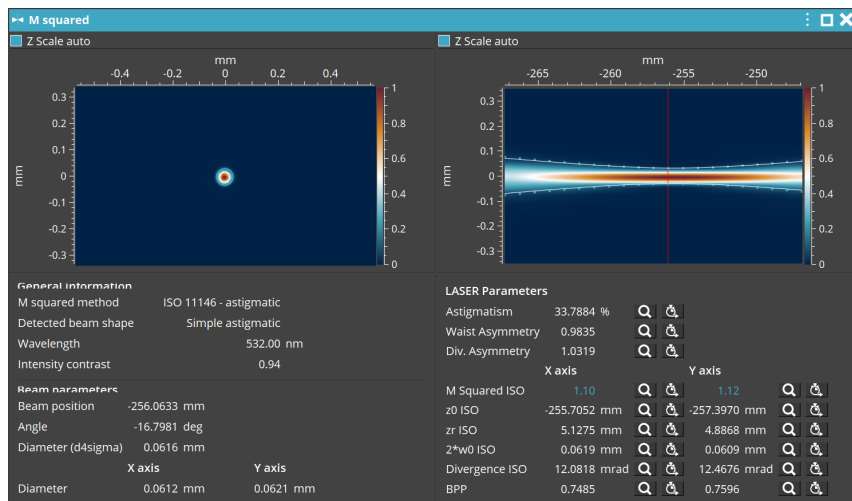 M squared
Z Scale auto
mm
-0.4 -0.2 0 0.2 0.4
mm
0.3
0.2
0.1
0
-0.1
-0.2
-0.3
1
0.8
0.6
0.4
0.2
0
General information
M squared method ISO 11146 - astigmatic
Detected beam shape Simple astigmatic
Wavelength 532.00 nm
Intensity contrast 0.94
Beam parameters
Beam position -256.0633 mm
Angle -16.7981 deg
Diameter (d4sigma) 0.0616 mm
X axis Y axis
Diameter 0.0612 mm 0.0621 mm
Z Scale auto
mm
-265 -260 -255 -250
mm
0.3
0.2
0.1
0
-0.1
-0.2
-0.3
1
0.8
0.6
0.4
0.2
0
LASER Parameters
Astigmatism 33.7884 %
Waist Asymmetry 0.9835
Div. Asymmetry 1.0319
X axis Y axis
M Squared ISO 1.10 1.12
z0 ISO -255.7052 mm -257.3970 mm
zr ISO 5.1275 mm 4.8868 mm
2*w0 ISO 0.0619 mm 0.0609 mm
Divergence ISO 12.0818 mrad 12.4676 mrad
BPP 0.7485 0.7596